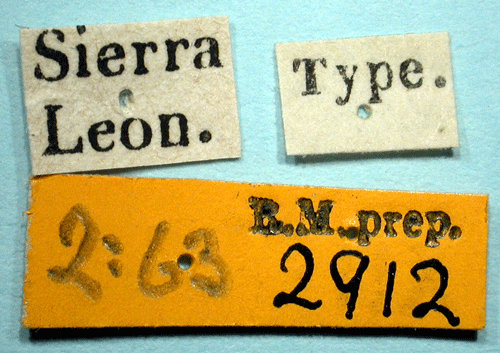 Sierra
Leon.
Type.
R.M. prep.
2:63
2912